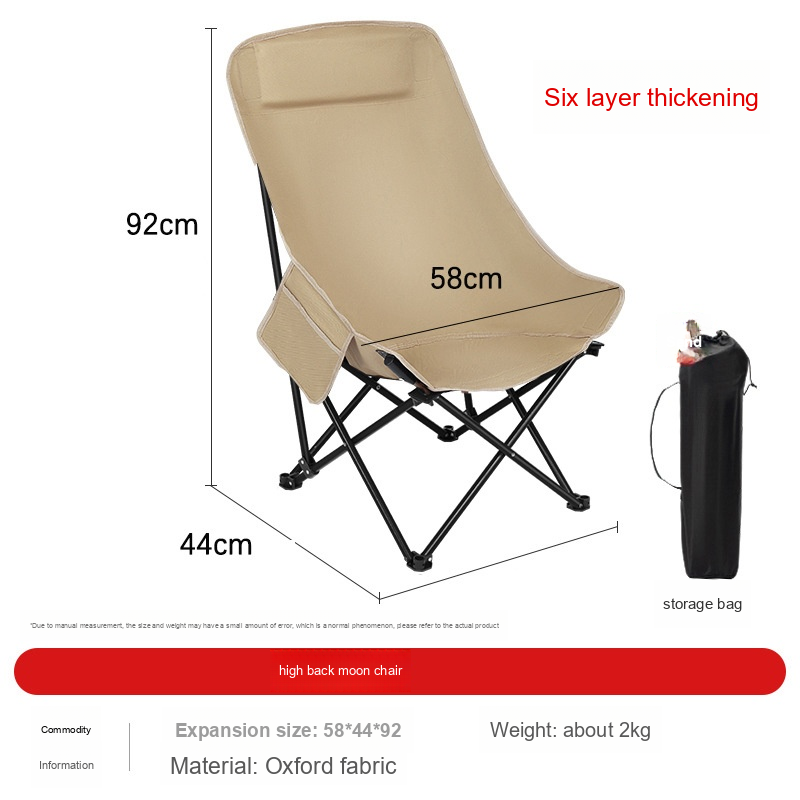 Six layer thickening
92cm
58cm
44cm
storage bag
"Due to manual measurement, the size and weight may have a small amount of error, which is a normal phenomenon, please refer to the actual product
high back moon chair
Commodity
Expansion size: 58*44*92
Weight: about 2kg
Information
Material: Oxford fabric